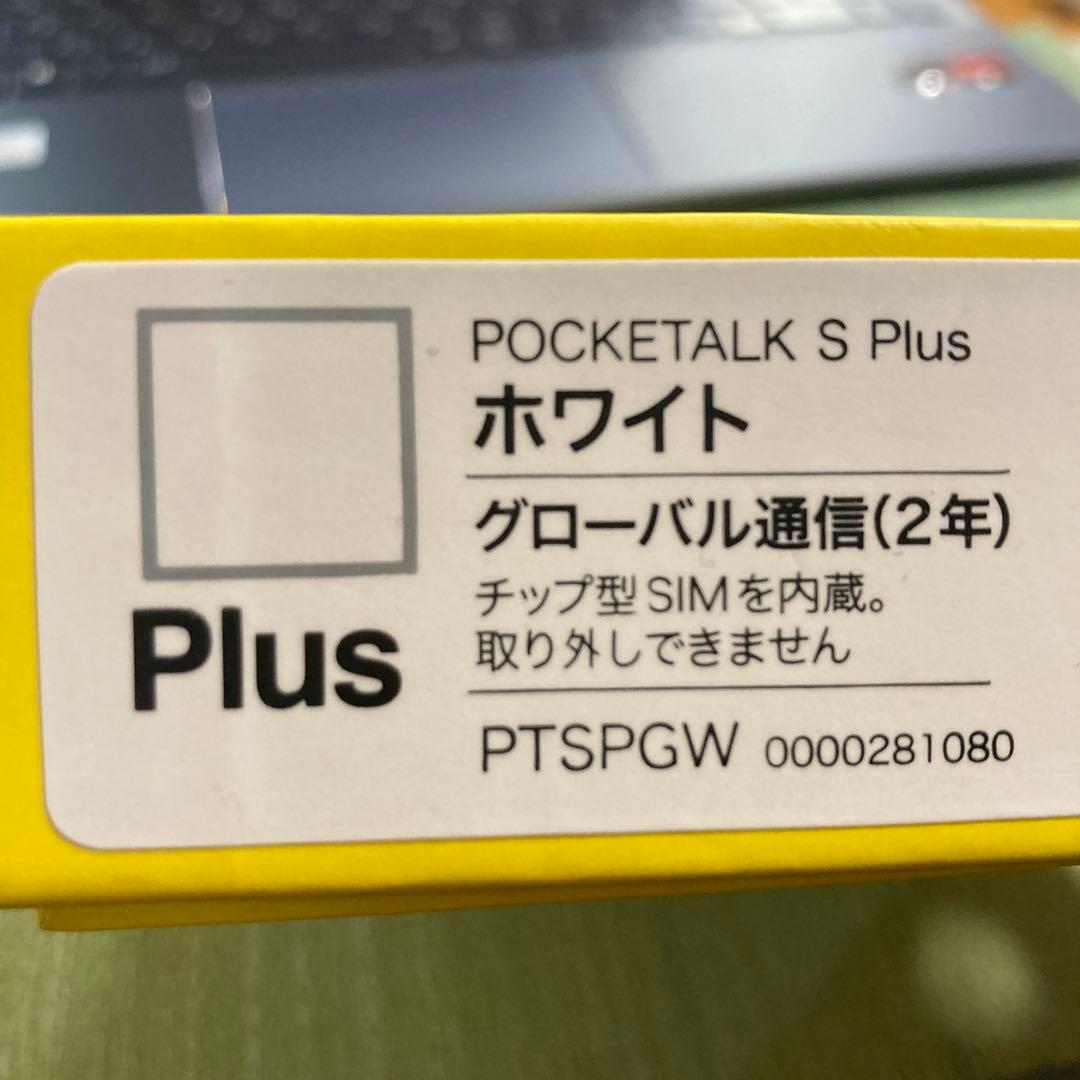 POCKETALK S Plus
ホワイト
グローバル通信(2年)
チップ型SIMを内蔵。
取り外しできません
Plus
PTSPGW 0000281080